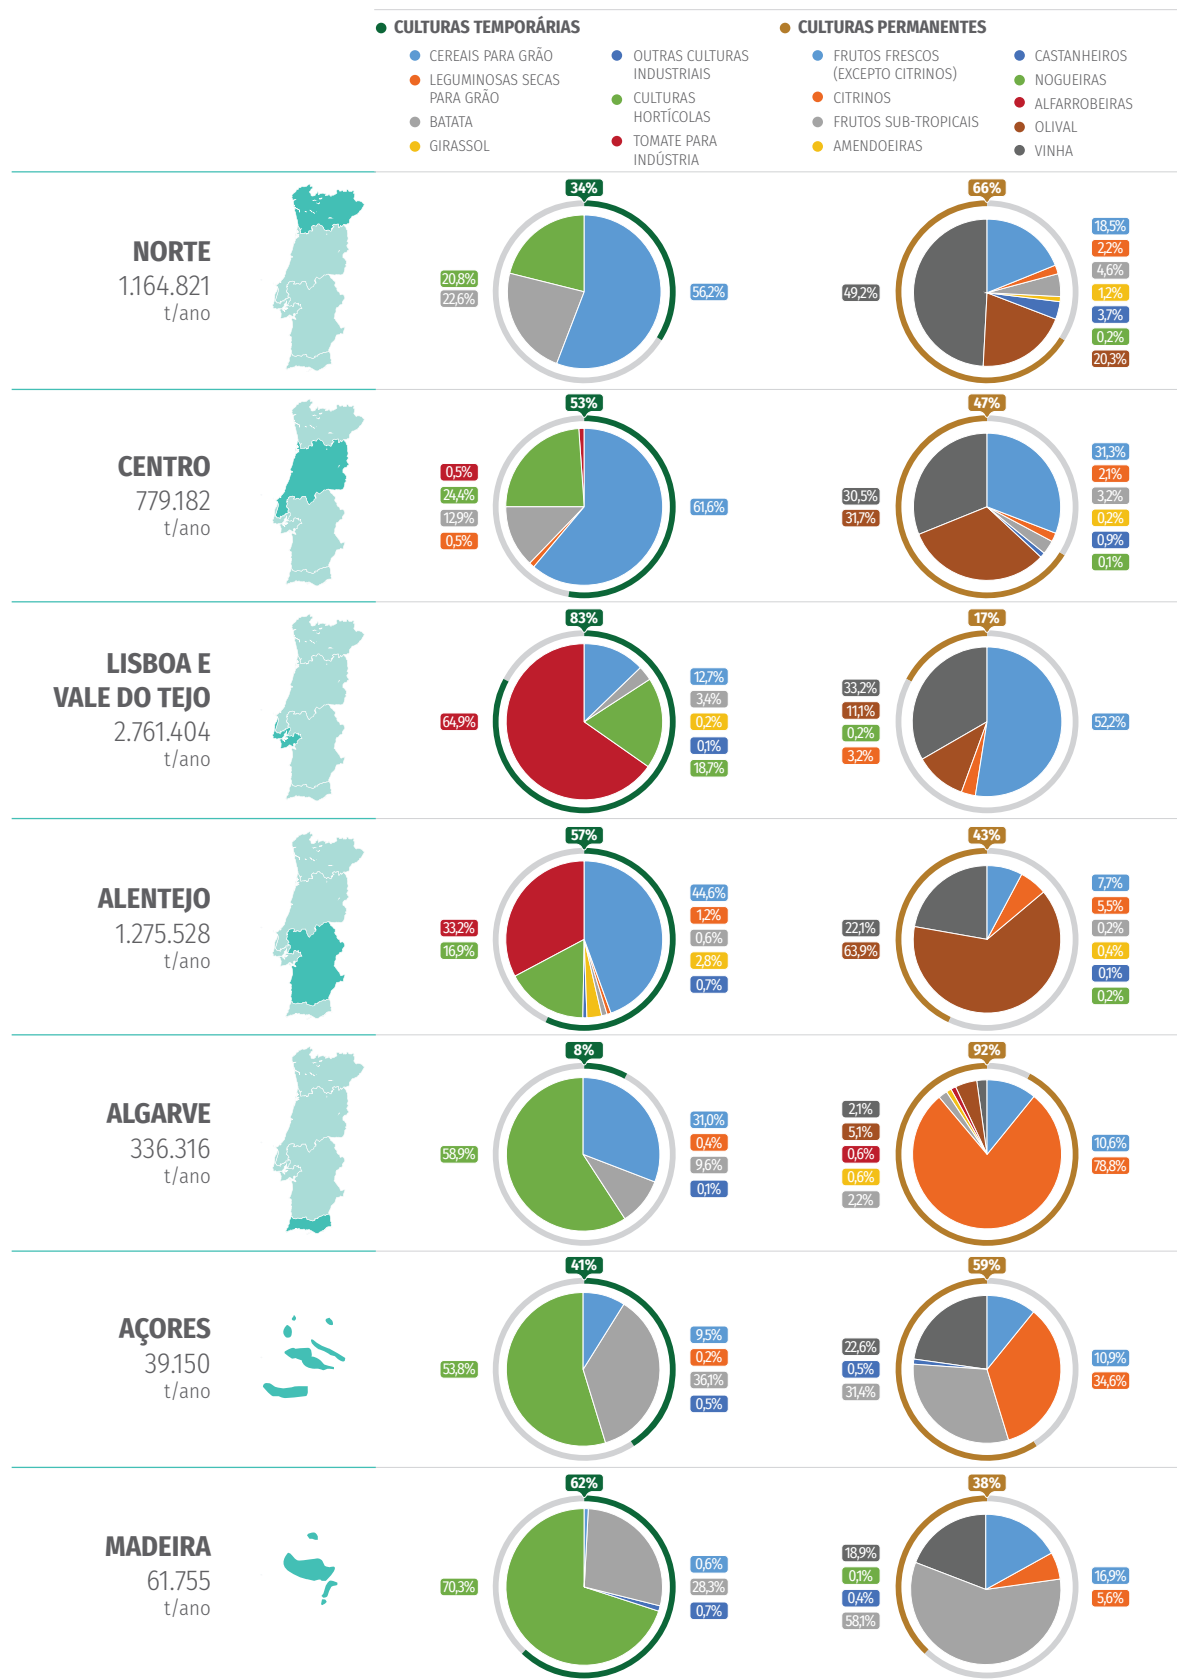 CULTURAS TEMPORÁRIAS
CEREAIS PARA GRÃO
LEGUMINOSAS SECAS
PARA GRÃO
BATATA
GIRASSOL
OUTRAS CULTURAS
INDUSTRIAIS
CULTURAS
HORTÍCOLAS
TOMATE PARA
INDÚSTRIA
CULTURAS PERMANENTES
FRUTOS FRESCOS
(EXCEPTO CITRINOS)
CITRINOS
FRUTOS SUB-TROPICAIS
AMENDOEIRAS
CASTANHEIROS
NOGUEIRAS
ALFARROBEIRAS
OLIVAL
VINHA
NORTE
1.164.821
t/ano
34%
20,8%
22,6%
56,2%
66%
49,2%
18,5%
2,2%
4,6%
1,2%
3,7%
0,2%
20,3%
CENTRO
779.182
t/ano
53%
0,5%
24,4%
12,9%
0,5%
61,6%
47%
30,5%
31,7%
31,3%
2,1%
3,2%
0,2%
0,9%
0,1%
LISBOA E
VALE DO TEJO
2.761.404
t/ano
83%
64,9%
12,7%
3,4%
0,2%
0,1%
18,7%
17%
33,2%
11,1%
0,2%
3,2%
52,2%
ALENTEJO
1.275.528
t/ano
57%
33,2%
16,9%
44,6%
1,2%
0,6%
2,8%
0,7%
43%
22,1%
63,9%
7,7%
5,5%
0,2%
0,4%
0,1%
0,2%
ALGARVE
336.316
t/ano
8%
58,9%
31,0%
0,4%
9,6%
0,1%
92%
2,1%
5,1%
0,6%
0,6%
2,2%
10,6%
78,8%
AÇORES
39.150
t/ano
41%
53,8%
9,5%
0,2%
36,1%
0,5%
59%
22,6%
0,5%
31,4%
10,9%
34,6%
MADEIRA
61.755
t/ano
62%
70,3%
0,6%
28,3%
0,7%
38%
18,9%
0,1%
0,4%
58,1%
16,9%
5,6%